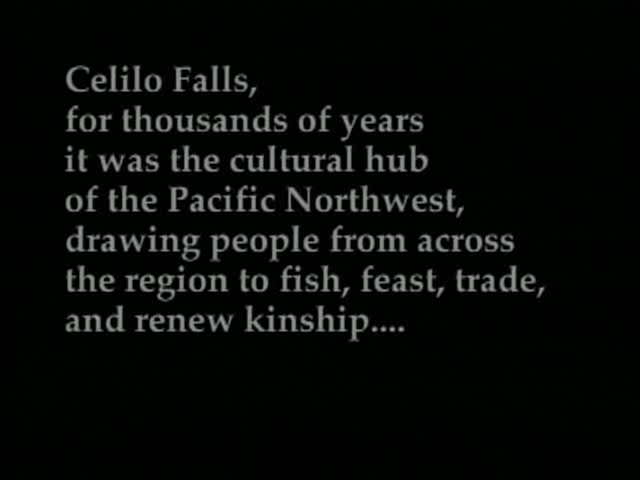 Celilo Falls,
for thousands of years
it was the cultural hub
of the Pacific Northwest,
drawing people from across
the region to fish, feast, trade,
and renew kinship....